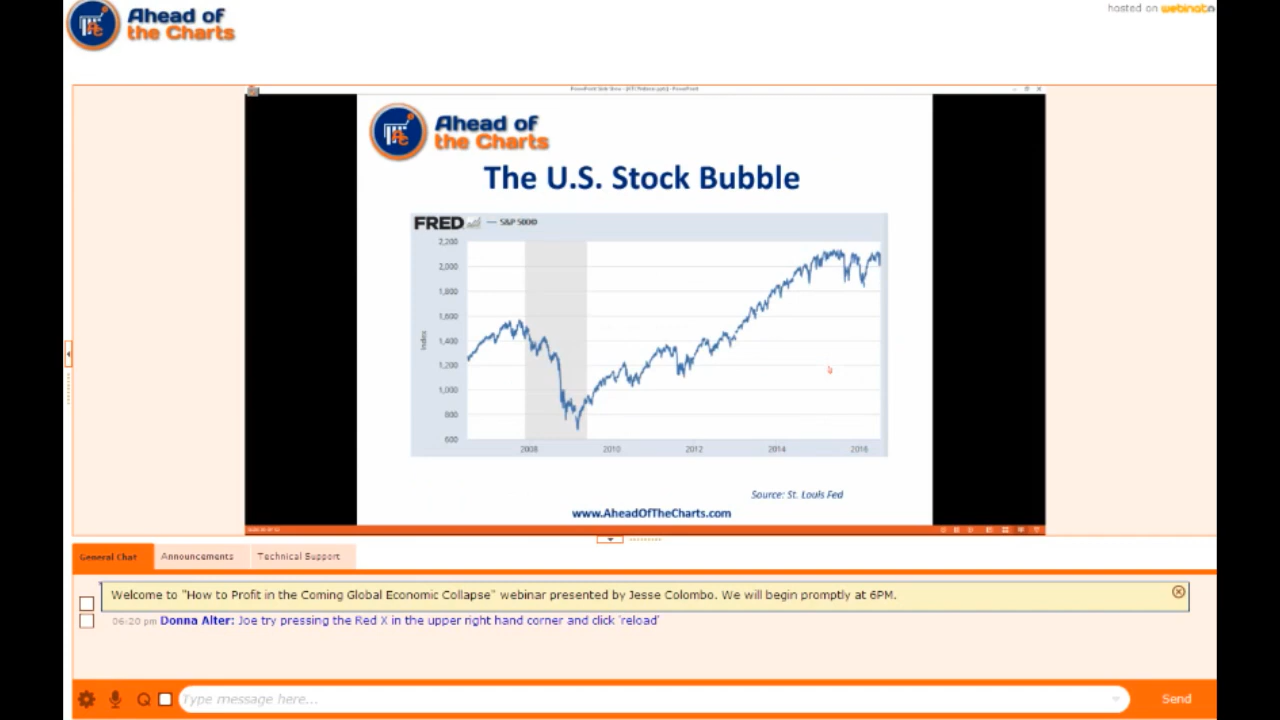 Ahead of
the Charts
hosted on
Ahead of
the Charts
The U.S. Stock Bubble
FRED — S&P 500®
2,200
2,000
1,800
1,600
1,400
1,200
1,000
800
600
Index
2008 2010 2012 2014 2016
Source: St. Louis Fed
www.AheadOfTheCharts.com
General Chat Announcements Technical Support
Welcome to "How to Profit in the Coming Global Economic Collapse" webinar presented by Jesse Colombo. We will begin promptly at 6PM.
06:20 pm Donna Alter: Joe try pressing the Red X in the upper right hand corner and click 'reload'
Type message here... Send